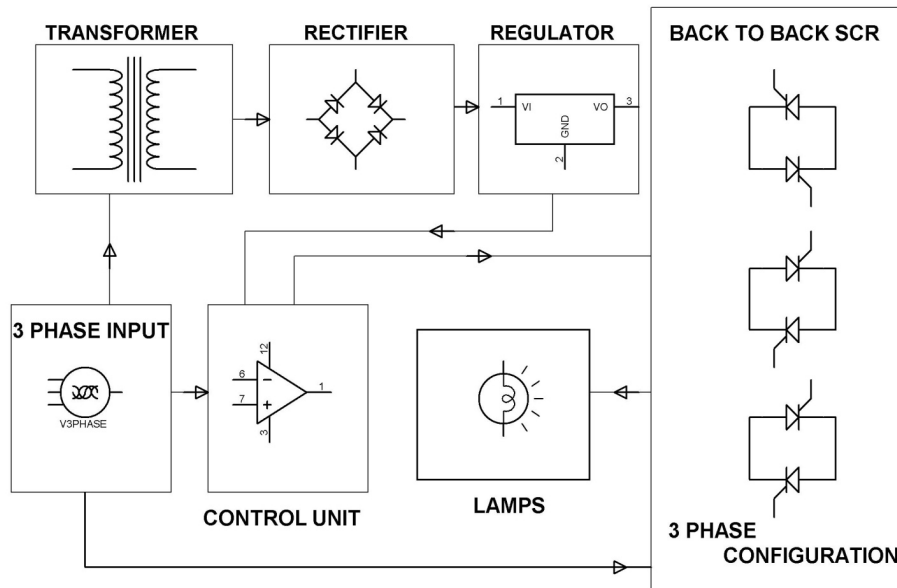 TRANSFORMER
RECTIFIER
REGULATOR
BACK TO BACK SCR
1
VI
VO
3
GND
2
3 PHASE INPUT
V3PHASE
12
6
7
1
3
CONTROL UNIT
LAMPS
3 PHASE
CONFIGURATION